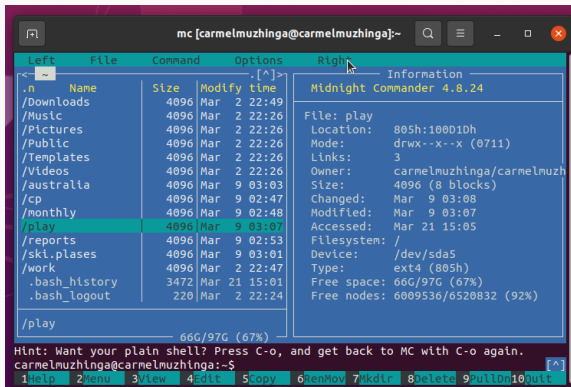 mc [carmelmuzhinga@carmelmuzhinga]:~
Left File Command Options Right
<- ~ .[^]>
.n Name Size Modify time
/Downloads 4096 Mar 2 22:49
/Music 4096 Mar 2 22:26
/Pictures 4096 Mar 2 22:26
/Public 4096 Mar 2 22:26
/Templates 4096 Mar 2 22:26
/Videos 4096 Mar 2 22:26
/australia 4096 Mar 9 03:03
/cp 4096 Mar 9 02:47
/monthly 4096 Mar 9 02:48
/play 4096 Mar 9 03:07
/reports 4096 Mar 9 02:53
/ski.plases 4096 Mar 9 03:01
/work 4096 Mar 2 22:47
.bash_history 3472 Mar 21 15:01
.bash_logout 220 Mar 2 22:24
/play
66G/97G (67%)
Information
Midnight Commander 4.8.24
File: play
Location: 805h:100D1Dh
Mode: drwx--x--x (0711)
Links: 3
Owner: carmelmuzhinga/carmelmuzh
Size: 4096 (8 blocks)
Changed: Mar 9 03:08
Modified: Mar 9 03:07
Accessed: Mar 21 15:05
Filesystem: /
Device: /dev/sda5
Type: ext4 (805h)
Free space: 66G/97G (67%)
Free nodes: 6009536/6520832 (92%)
Hint: Want your plain shell? Press C-o, and get back to MC with C-o again.
carmelmuzhinga@carmelmuzhinga:~$ [^]
1Help 2Menu 3View 4Edit 5Copy 6RenMov 7Mkdir 8Delete 9PullDn 10Quit